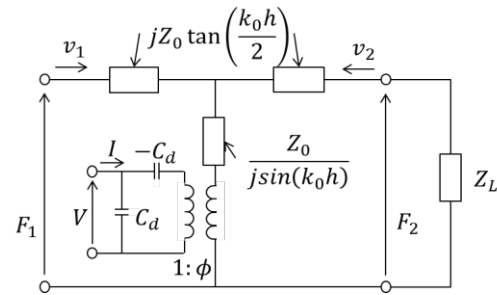 v₁
jZ₀ tan(k₀h/2)
v₂
Z₀/jsin(k₀h)
I
−C_d
F₁
V
C_d
F₂
Z_L
1:ϕ